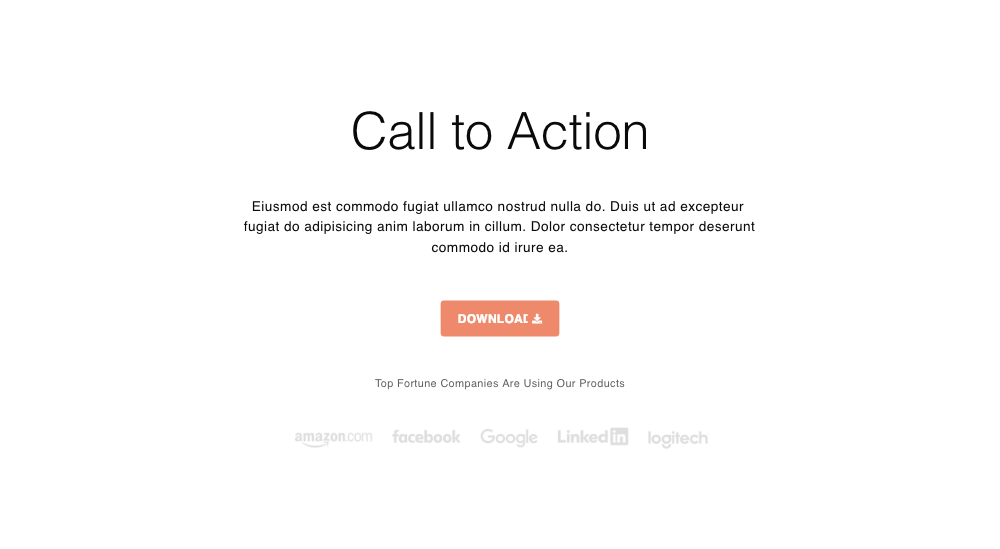 Call to Action
Eiusmod est commodo fugiat ullamco nostrud nulla do. Duis ut ad excepteur
fugiat do adipisicing anim laborum in cillum. Dolor consectetur tempor deserunt
commodo id irure ea.
DOWNLOAD
Top Fortune Companies Are Using Our Products
amazon.com facebook Google Linked in logitech